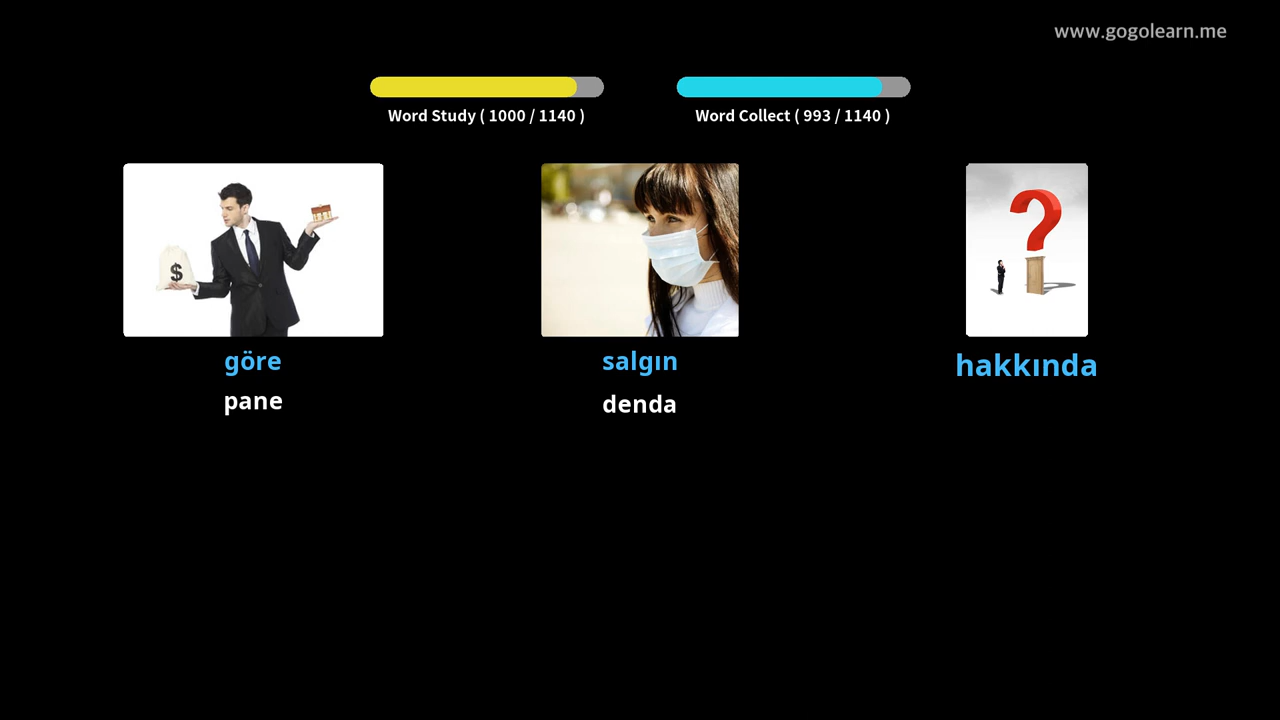 www.gogolearn.me
Word Study ( 1000 / 1140 )
Word Collect ( 993 / 1140 )
$
?
göre
salgın
hakkında
pane
denda